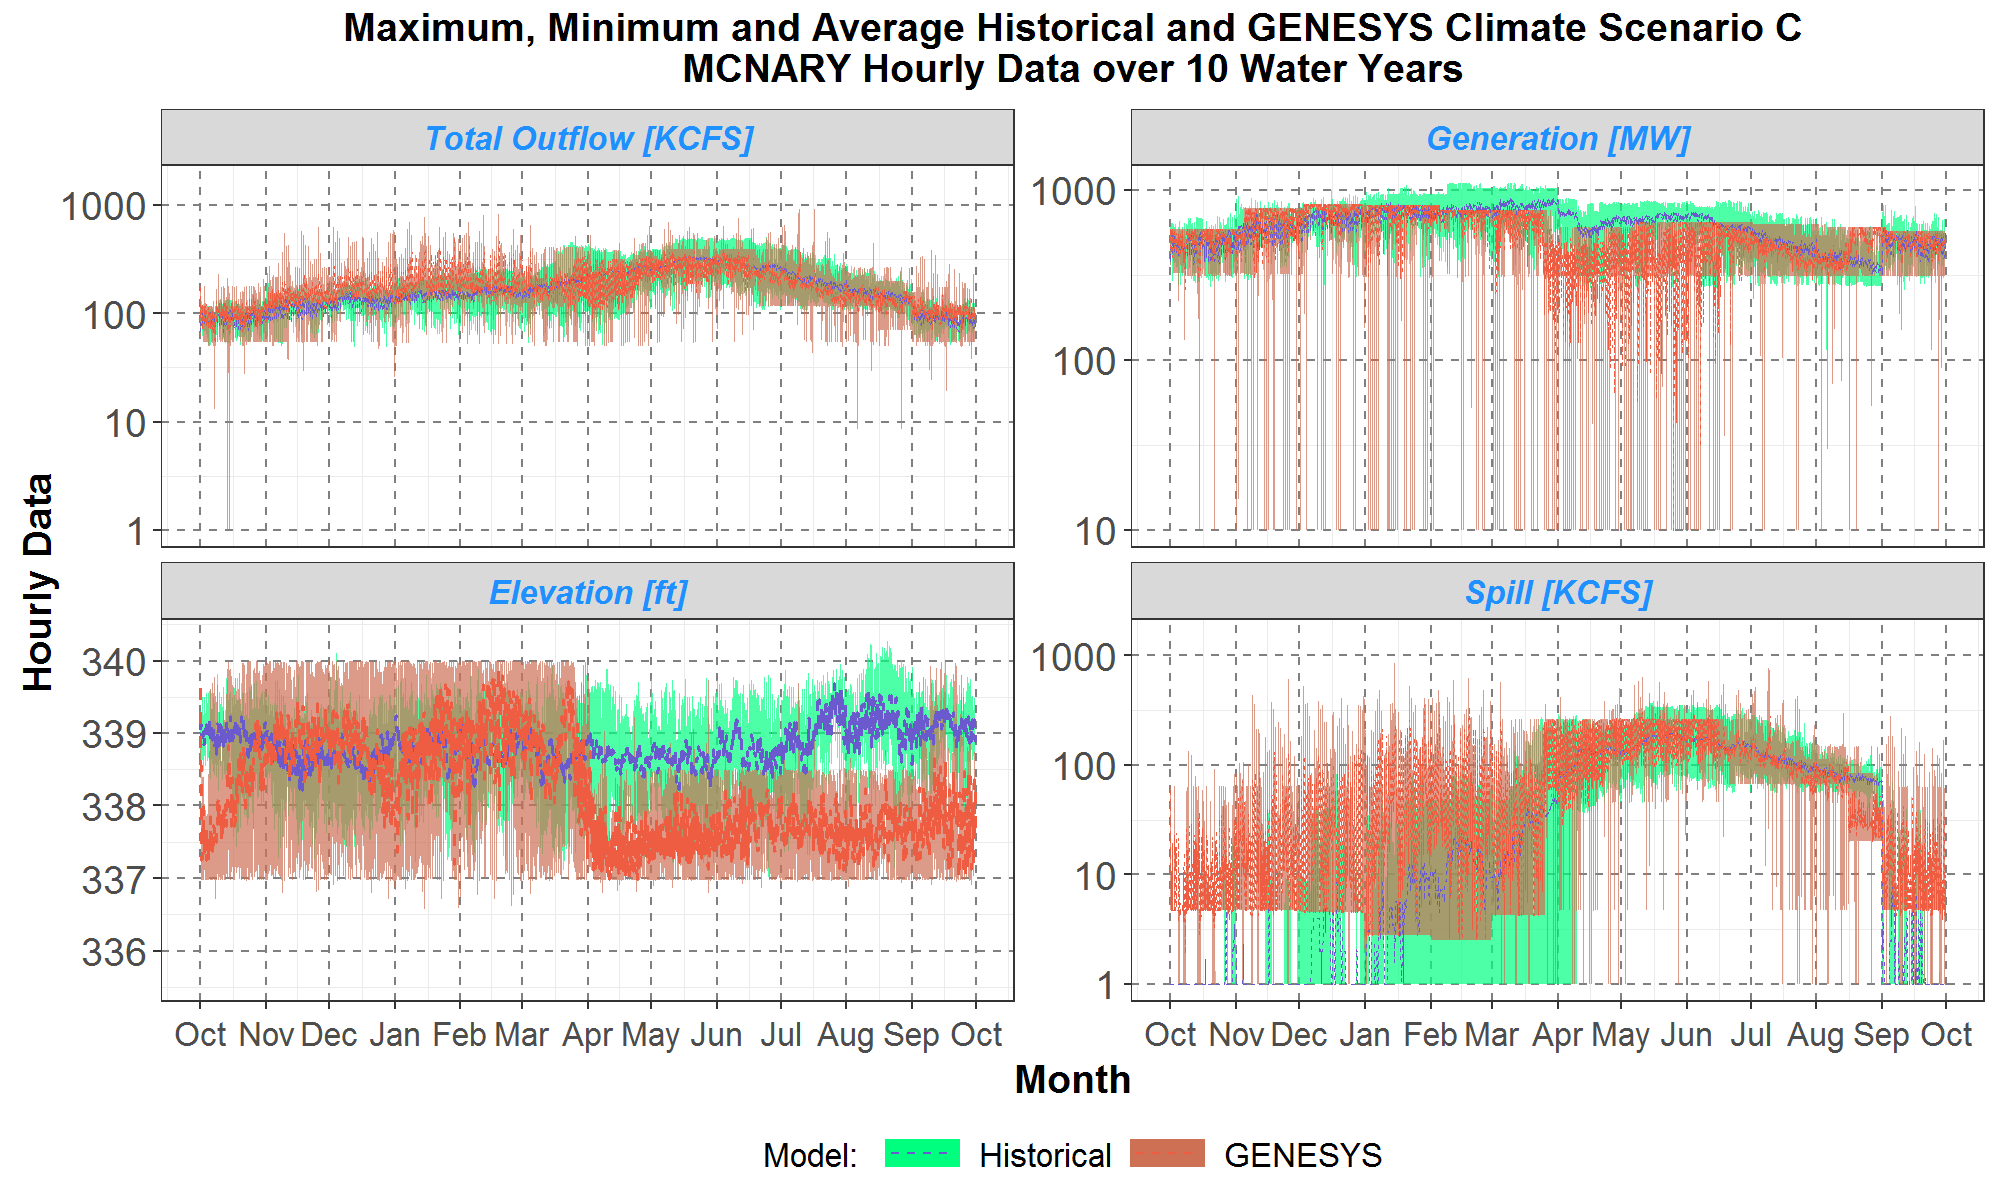 Maximum, Minimum and Average Historical and GENESYS Climate Scenario C
MCNARY Hourly Data over 10 Water Years
Total Outflow [KCFS]
1000
100
10
1
Generation [MW]
1000
100
10
Hourly Data
Elevation [ft]
340
339
338
337
336
Oct Nov Dec Jan Feb Mar Apr May Jun Jul Aug Sep Oct
Spill [KCFS]
1000
100
10
1
Oct Nov Dec Jan Feb Mar Apr May Jun Jul Aug Sep Oct
Month
Model: Historical GENESYS